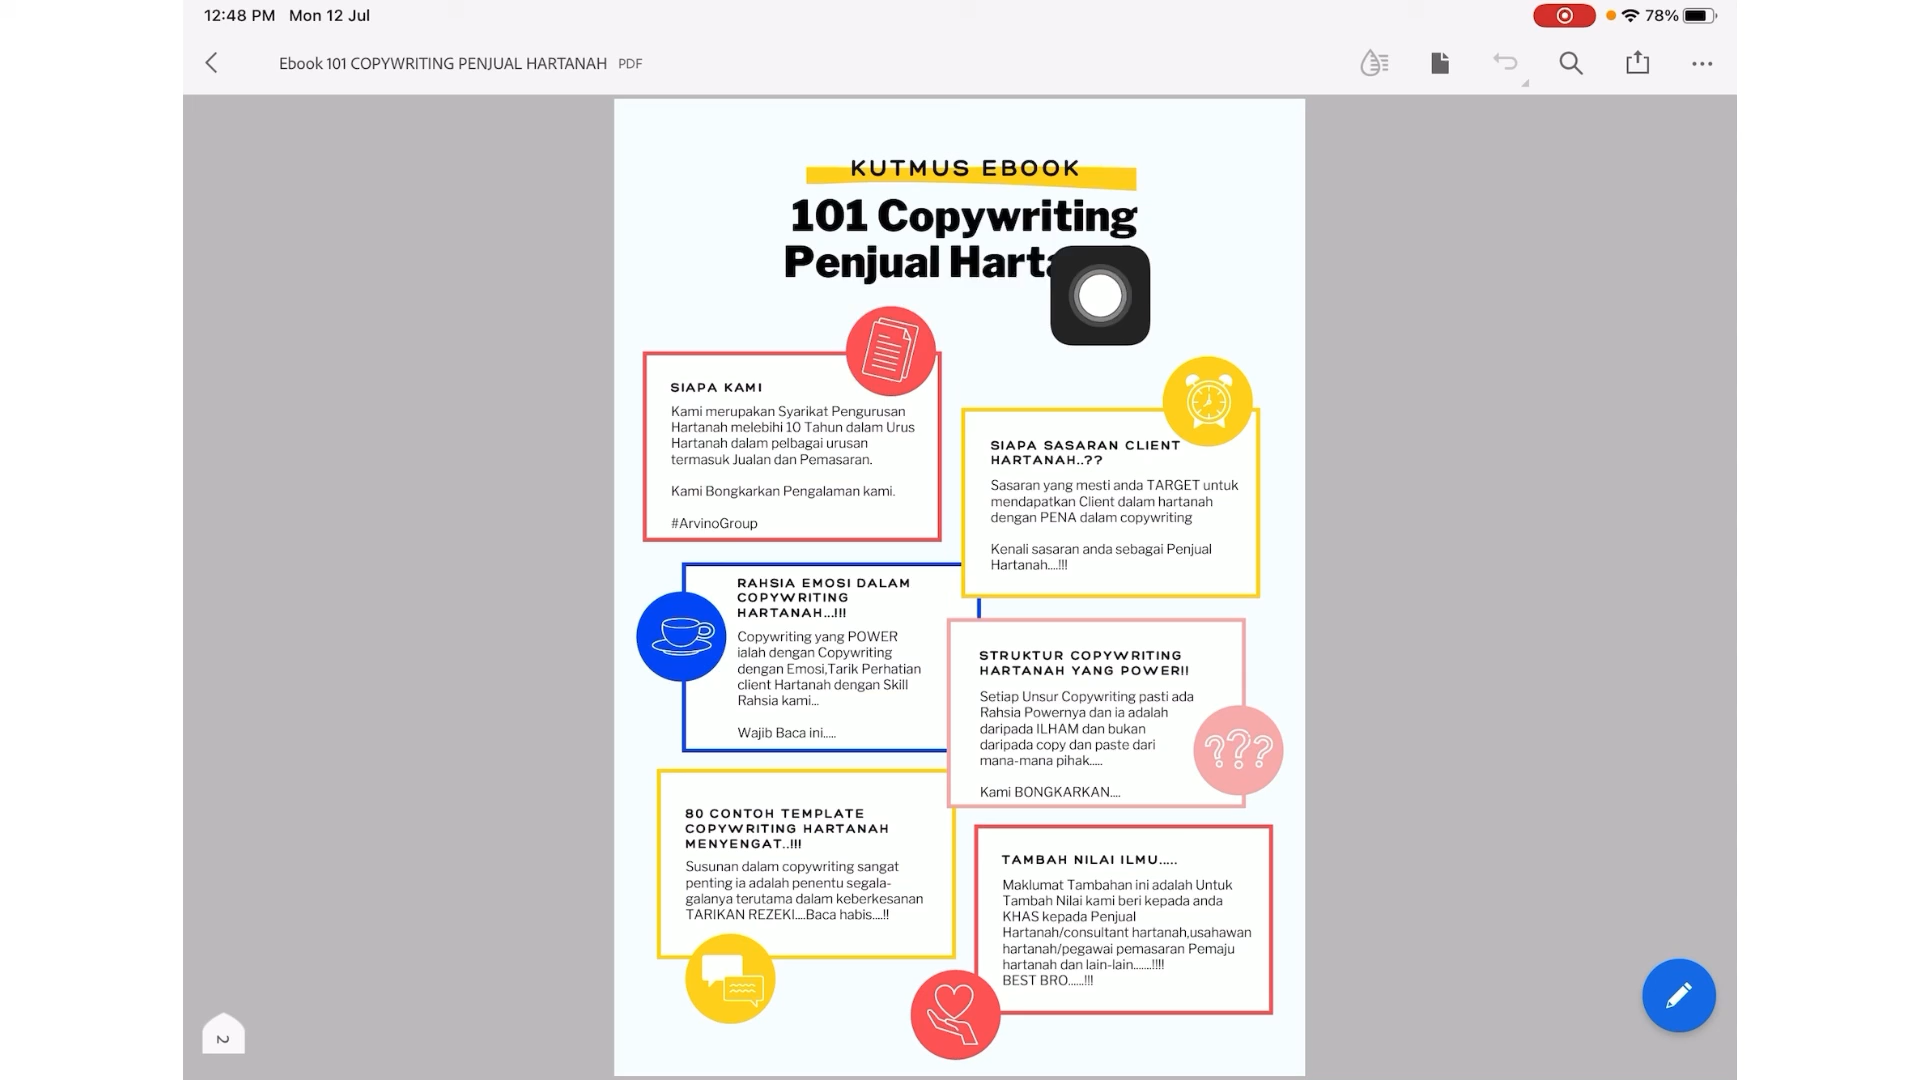 12:48 PM Mon 12 Jul
78%
Ebook 101 COPYWRITING PENJUAL HARTANAH PDF
KUTMUS EBOOK
101 Copywriting
Penjual Harta
SIAPA KAMI
Kami merupakan Syarikat Pengurusan
Hartanah melebihi 10 Tahun dalam Urus
Hartanah dalam pelbagai urusan
termasuk Jualan dan Pemasaran.
Kami Bongkarkan Pengalaman kami.
#ArvinoGroup
SIAPA SASARAN CLIENT
HARTANAH..??
Sasaran yang mesti anda TARGET untuk
mendapatkan Client dalam hartanah
dengan PENA dalam copywriting
Kenali sasaran anda sebagai Penjual
Hartanah....!!!
RAHSIA EMOSI DALAM
COPYWRITING
HARTANAH...!!!
Copywriting yang POWER
ialah dengan Copywriting
dengan Emosi,Tarik Perhatian
client Hartanah dengan Skill
Rahsia kami...
Wajib Baca ini.....
STRUKTUR COPYWRITING
HARTANAH YANG POWER!!
Setiap Unsur Copywriting pasti ada
Rahsia Powernya dan ia adalah
daripada ILHAM dan bukan
daripada copy dan paste dari
mana-mana pihak.....
Kami BONGKARKAN....
???
80 CONTOH TEMPLATE
COPYWRITING HARTANAH
MENYENGAT..!!!
Susunan dalam copywriting sangat
penting ia adalah penentu segala-
galanya terutama dalam keberkesanan
TARIKAN REZEKI....Baca habis....!!
TAMBAH NILAI ILMU.....
Maklumat Tambahan ini adalah Untuk
Tambah Nilai kami beri kepada anda
KHAS kepada Penjual
Hartanah/consultant hartanah,usahawan
hartanah/pegawai pemasaran Pemaju
hartanah dan lain-lain.......!!!!
BEST BRO......!!!
2